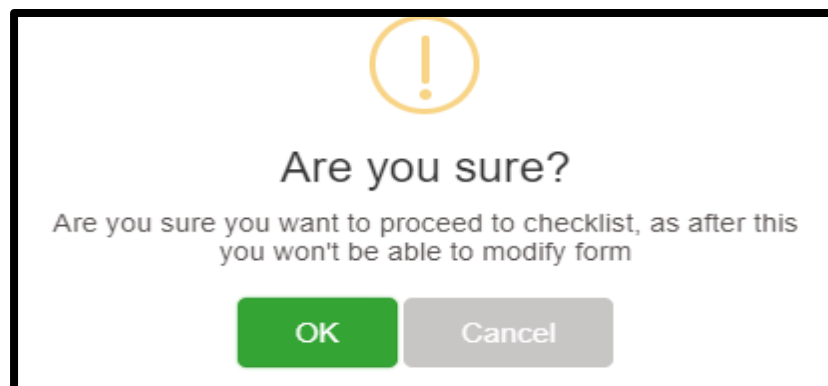 Are you sure?
Are you sure you want to proceed to checklist, as after this
you won't be able to modify form
OK
Cancel